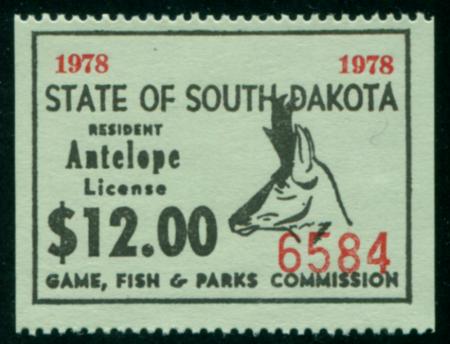 1978 1978
STATE OF SOUTH DAKOTA
RESIDENT
Antelope
License
$12.00
6584
GAME, FISH & PARKS COMMISSION